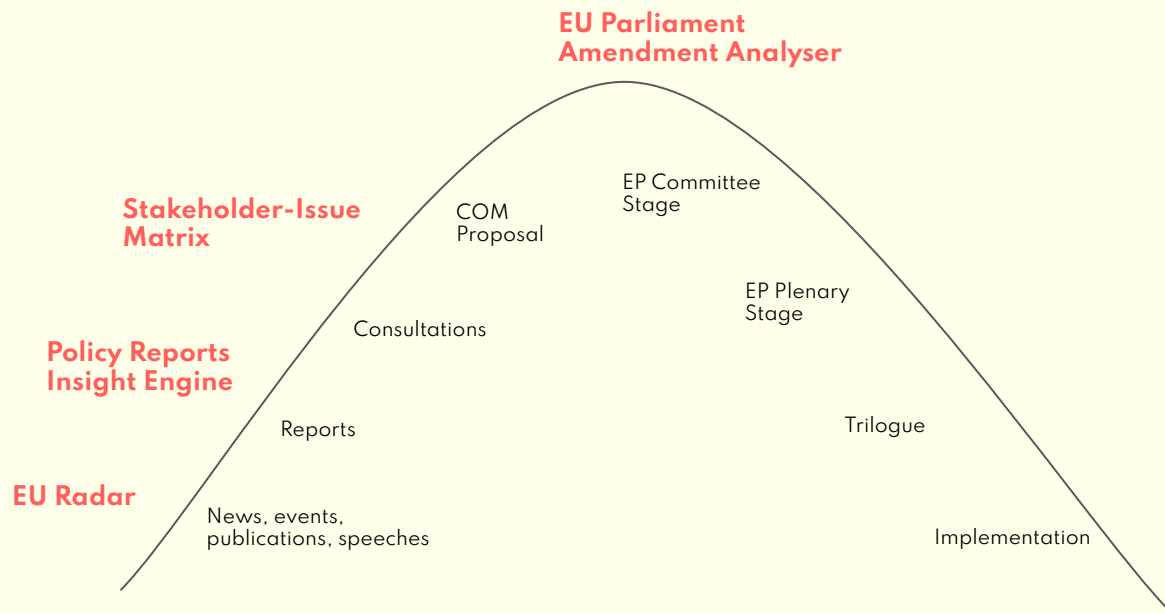 EU Parliament
Amendment Analyser
EP Committee
Stage
Stakeholder-Issue
Matrix
COM
Proposal
EP Plenary
Stage
Consultations
Policy Reports
Insight Engine
Reports
Trilogue
EU Radar
News, events,
publications, speeches
Implementation